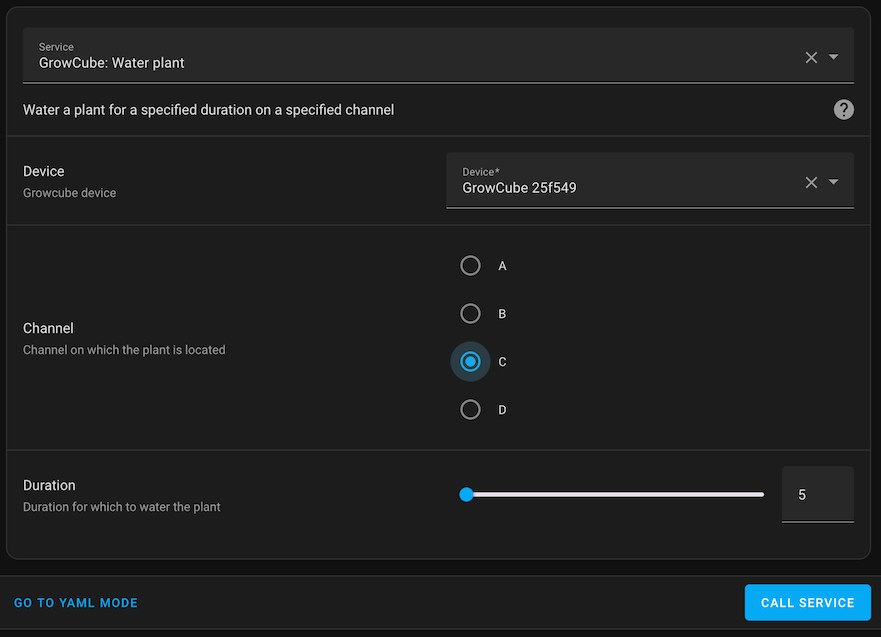 Service
GrowCube: Water plant
Water a plant for a specified duration on a specified channel
?
Device
Growcube device
Device*
GrowCube 25f549
A
B
Channel
Channel on which the plant is located
C
D
Duration
Duration for which to water the plant
5
GO TO YAML MODE
CALL SERVICE